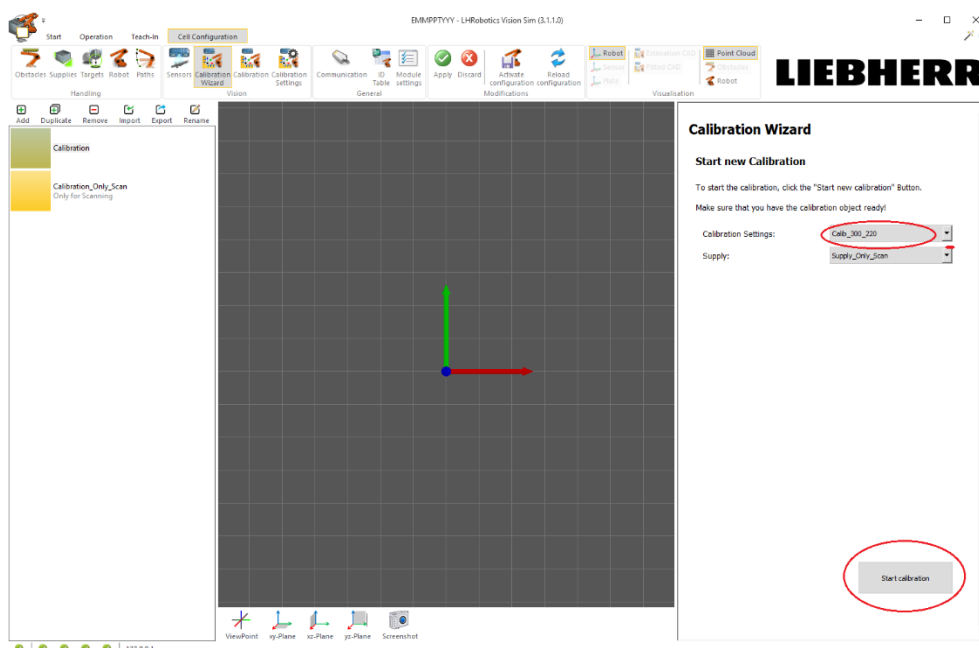 EMMPPTYYY - LHRobotics Vision Sim (3.1.1.0)
Start Operation Teach-In Cell Configuration
Obstacles Supplies Targets Robot Paths
Handling
Sensors Calibration Wizard Calibration Calibration Settings
Vision
Communication ID Table Module settings
General
Apply Discard Activate configuration Reload configuration
Modifications
Robot Estimation CAD Point Cloud
Sensor Fitted CAD Obstacles
Plate Robot
Visualisation
LIEBHERR
Add Duplicate Remove Import Export Rename
Calibration
Calibration_Only_Scan
Only for Scanning
Calibration Wizard
Start new Calibration
To start the calibration, click the "Start new calibration" Button.
Make sure that you have the calibration object ready!
Calibration Settings: Calib_300_220
Supply: Supply_Only_Scan
Start calibration
ViewPoint xy-Plane xz-Plane yz-Plane Screenshot